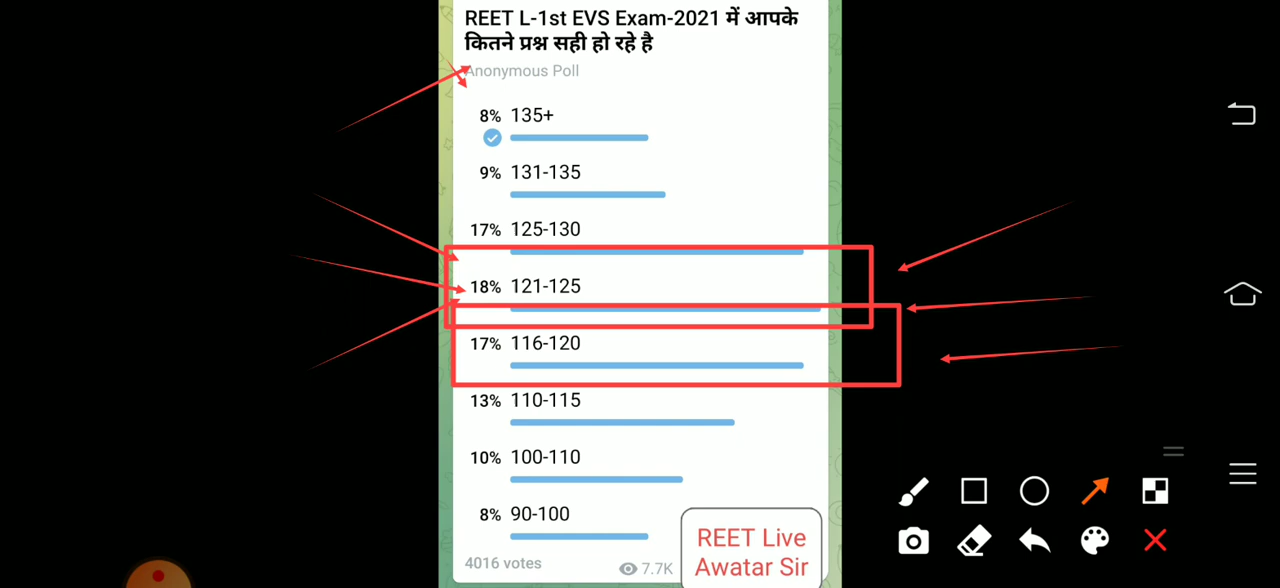 REET L-1st EVS Exam-2021 में आपके
कितने प्रश्न सही हो रहे है
Anonymous Poll
8% 135+
9% 131-135
17% 125-130
18% 121-125
17% 116-120
13% 110-115
10% 100-110
8% 90-100
4016 votes
7.7K
REET Live
Awatar Sir